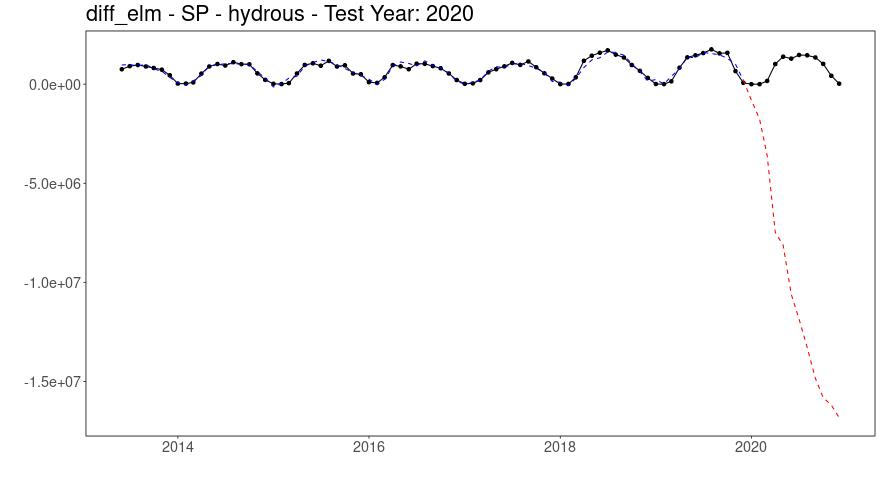 diff_elm - SP - hydrous - Test Year: 2020
0.0e+00
-5.0e+06
-1.0e+07
-1.5e+07
2014 2016 2018 2020